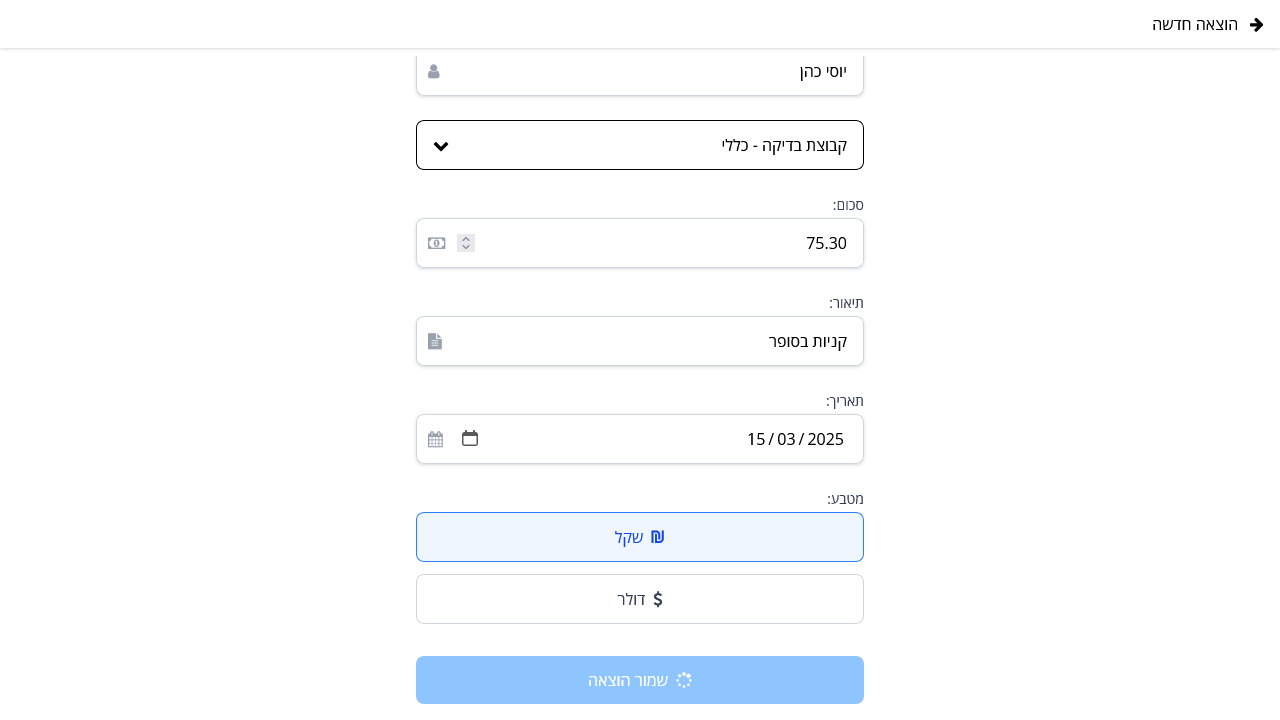 הוצאה חדשה
יוסי כהן
קבוצת בדיקה - כללי
סכום:
75.30
תיאור:
קניות בסופר
תאריך:
15/03/2025
מטבע:
₪ שקל
$ דולר
שמור הוצאה